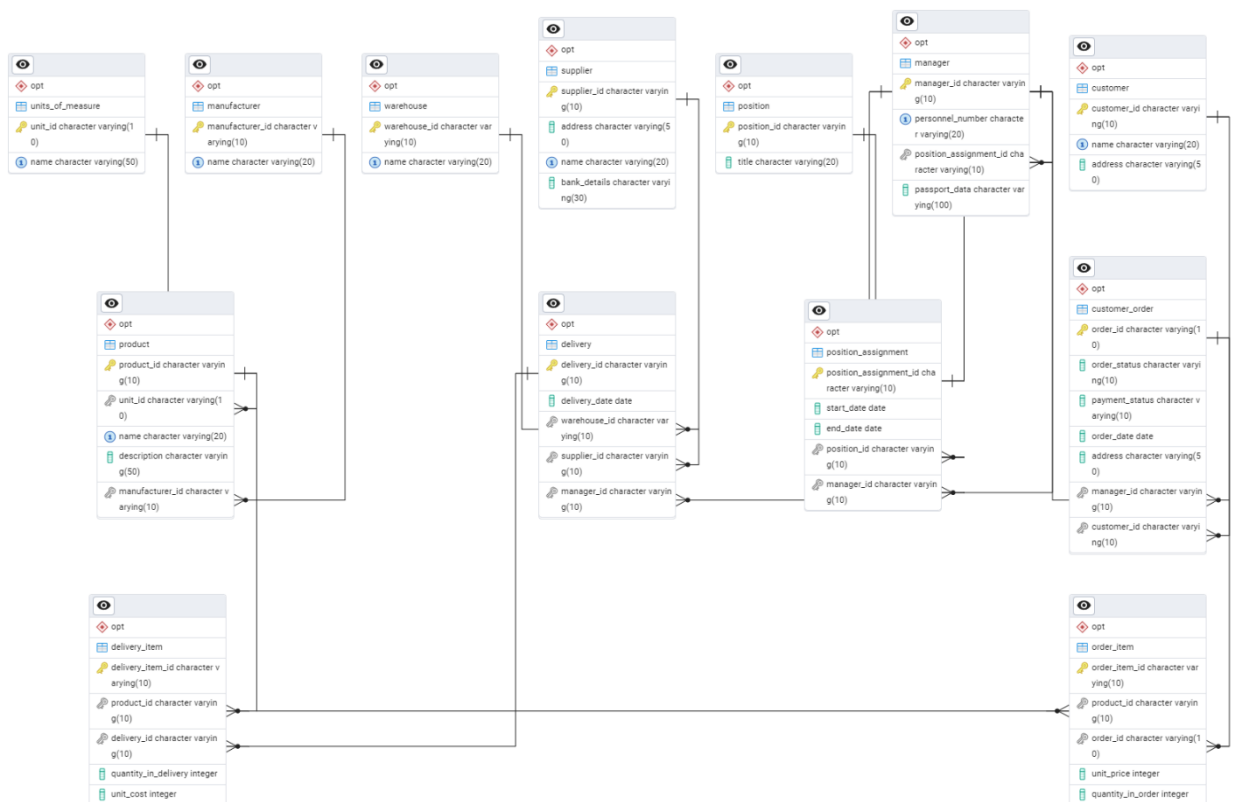 opt
units_of_measure
unit_id character varying(1
0)
name character varying(50)
opt
manufacturer
manufacturer_id character v
arying(10)
name character varying(20)
opt
warehouse
warehouse_id character var
ying(10)
name character varying(20)
opt
supplier
supplier_id character varyin
g(10)
address character varying(5
0)
name character varying(20)
bank_details character varyi
ng(30)
opt
position
position_id character varyin
g(10)
title character varying(20)
opt
manager
manager_id character varyin
g(10)
personnel_number characte
r varying(20)
position_assignment_id cha
racter varying(10)
passport_data character var
ying(100)
opt
customer
customer_id character varyi
ng(10)
name character varying(20)
address character varying(5
0)
opt
product
product_id character varyin
g(10)
unit_id character varying(1
0)
name character varying(20)
description character varyin
g(50)
manufacturer_id character v
arying(10)
opt
delivery
delivery_id character varyin
g(10)
delivery_date date
warehouse_id character var
ying(10)
supplier_id character varyin
g(10)
manager_id character varyin
g(10)
opt
position_assignment
position_assignment_id cha
racter varying(10)
start_date date
end_date date
position_id character varyin
g(10)
manager_id character varyin
g(10)
opt
customer_order
order_id character varying(1
0)
order_status character var
ying(10)
payment_status character v
arying(10)
order_date date
address character varying(5
0)
manager_id character varyin
g(10)
customer_id character varyi
ng(10)
opt
delivery_item
delivery_item_id character v
arying(10)
product_id character varyin
g(10)
delivery_id character varyin
g(10)
quantity_in_delivery integer
unit_cost integer
opt
order_item
order_item_id character var
ying(10)
product_id character varyin
g(10)
order_id character varying(1
0)
unit_price integer
quantity_in_order integer